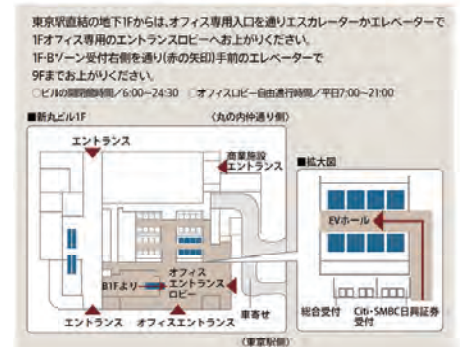 東京駅直結の地下1Fからは、オフィス専用入口を通りエスカレーターかエレベーターで
1Fオフィス専用のエントランスロビーへお上がりください。
1F-Bゾーン受付右側を通り(赤の矢印)手前のエレベーターで
9Fまでお上がりください。
○ビルの開閉館時間/6:00~24:30 ○オフィスロビー自由通行時間/平日7:00~21:00
■新丸ビル1F
〈丸の内仲通り側〉
エントランス
商業施設
エントランス
■拡大図
EVホール
B1Fより
オフィス
エントランス
ロビー
エントランス
オフィスエントランス
車寄せ
総合受付
Citi・SMBC日興証券
受付
〈東京駅側〉